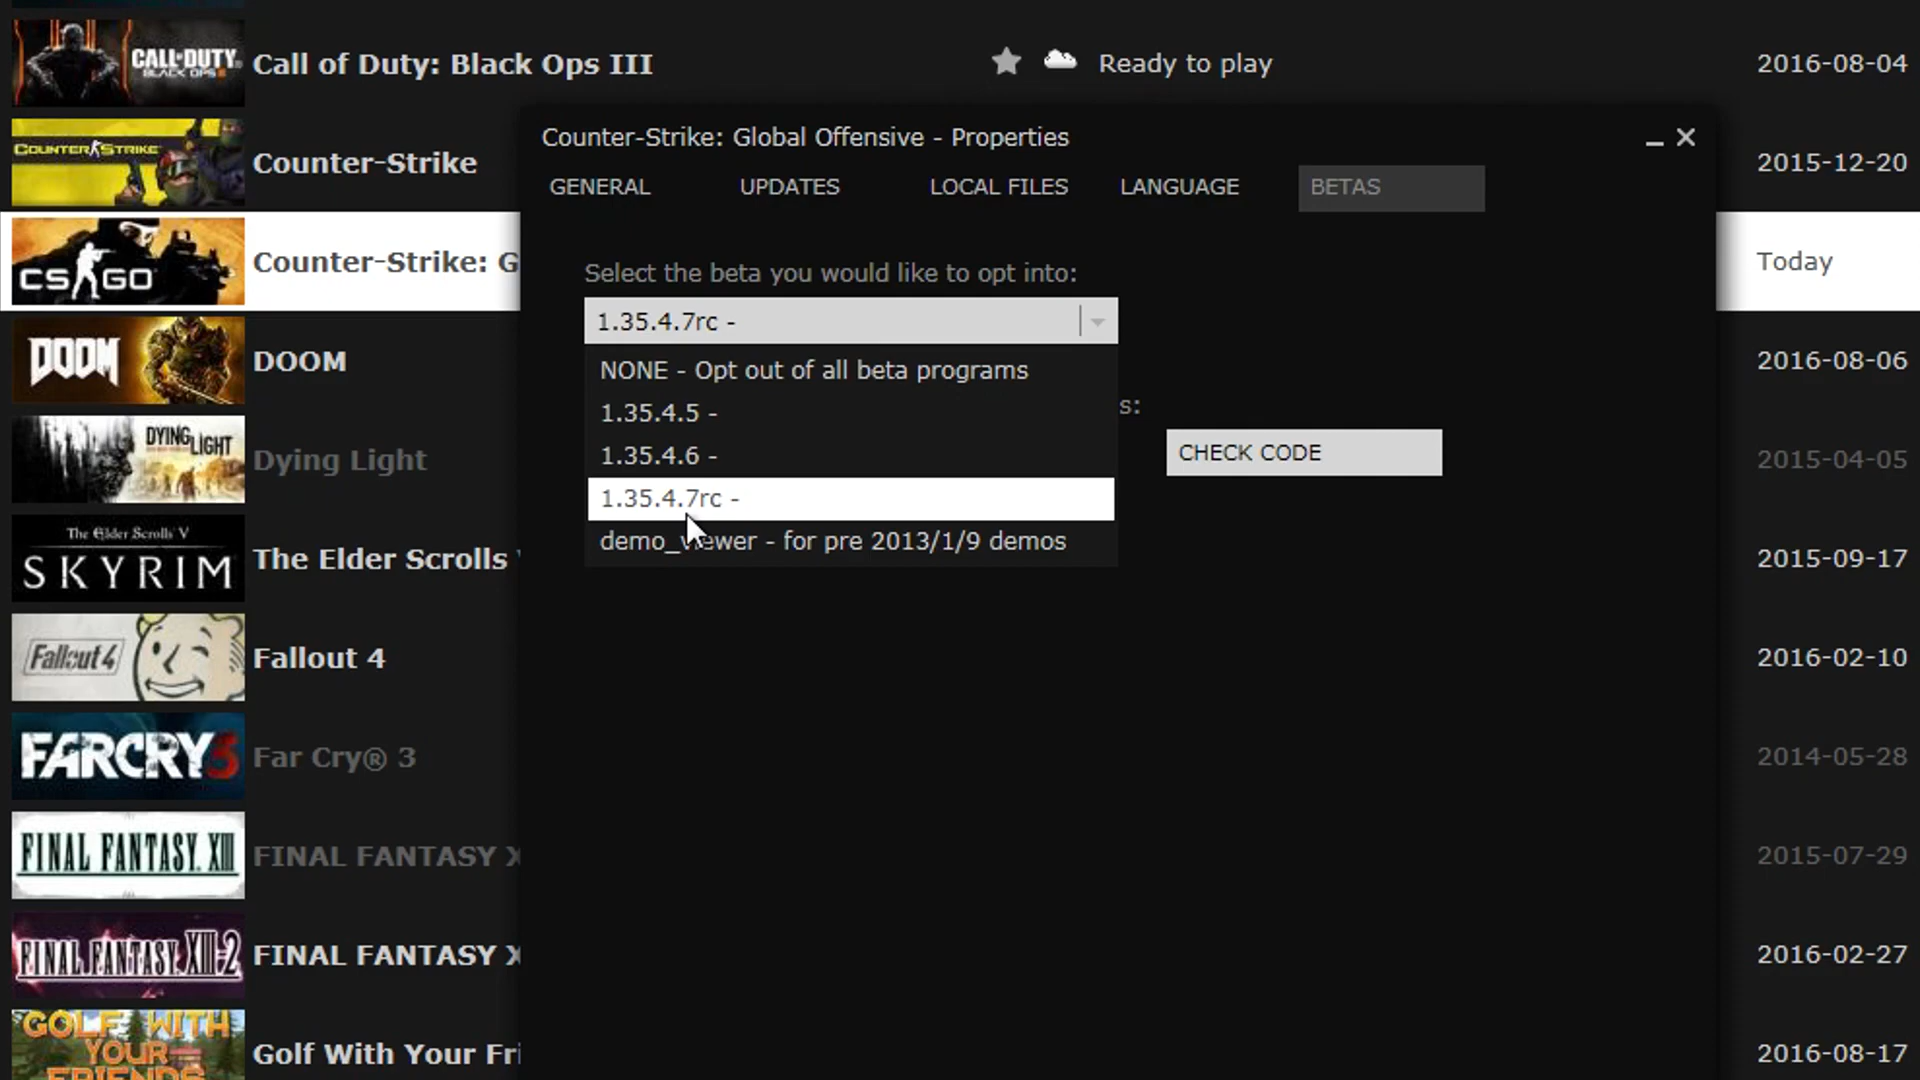 CALL OF DUTY
BLACK OPS III
Call of Duty: Black Ops III
Ready to play
2016-08-04
COUNTER STRIKE
Counter-Strike
2015-12-20
CS GO
Counter-Strike: G
Today
DOOM
DOOM
2016-08-06
DYING LIGHT
Dying Light
2015-04-05
The Elder Scrolls V
SKYRIM
The Elder Scrolls
2015-09-17
Fallout 4
Fallout 4
2016-02-10
FARCRY 3
Far Cry® 3
2014-05-28
FINAL FANTASY XIII
FINAL FANTASY X
2015-07-29
FINAL FANTASY XIII-2
FINAL FANTASY X
2016-02-27
GOLF WITH
YOUR
FRIENDS
Golf With Your Fri
2016-08-17
Counter-Strike: Global Offensive - Properties
GENERAL UPDATES LOCAL FILES LANGUAGE BETAS
Select the beta you would like to opt into:
1.35.4.7rc -
NONE - Opt out of all beta programs
s:
1.35.4.5 -
1.35.4.6 -
CHECK CODE
1.35.4.7rc -
demo_viewer - for pre 2013/1/9 demos